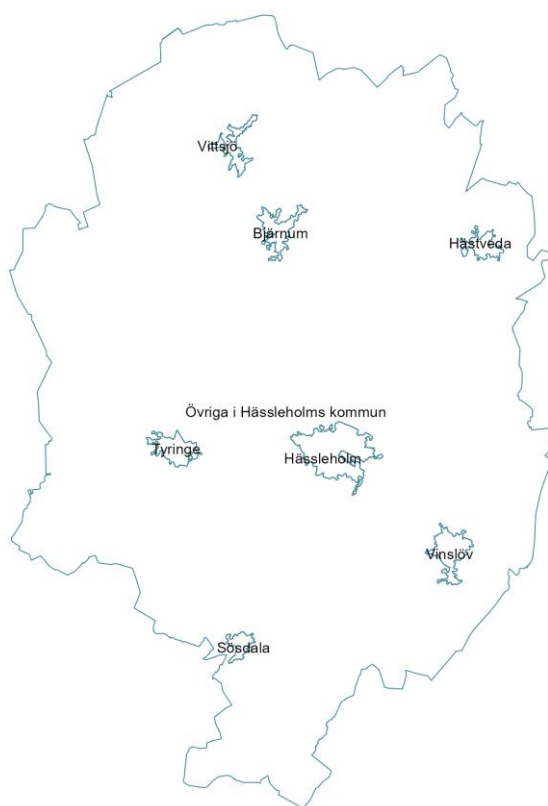 Vittsjö
Bjärnum
Hästveda
Övriga i Hässleholms kommun
Tyringe
Hässleholm
Vinslöv
Sösdala